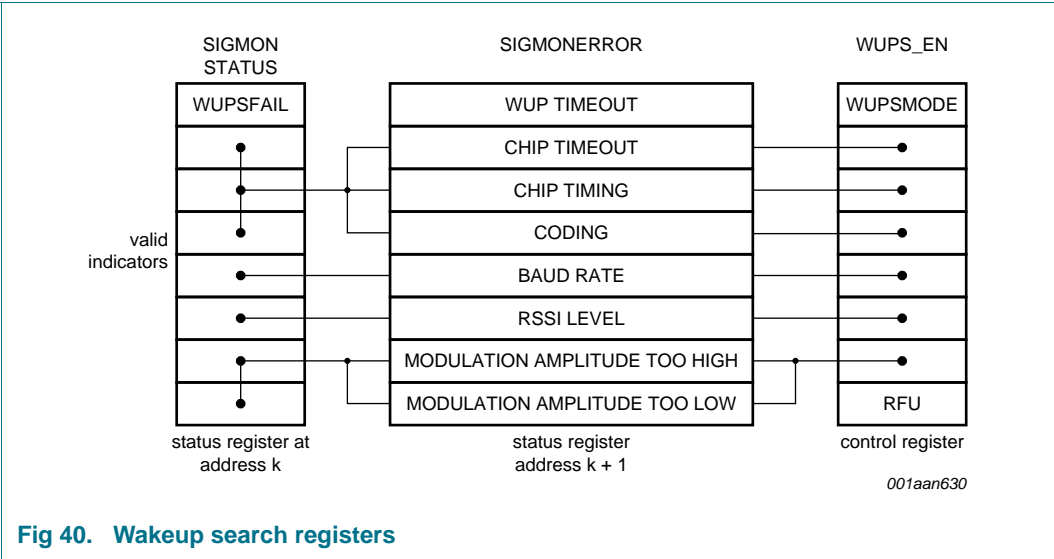 SIGMON
STATUS
SIGMONERROR
WUPS_EN
WUPSFAIL
WUP TIMEOUT
WUPSMODE
CHIP TIMEOUT
CHIP TIMING
CODING
valid
indicators
BAUD RATE
RSSI LEVEL
MODULATION AMPLITUDE TOO HIGH
MODULATION AMPLITUDE TOO LOW
RFU
status register at
address k
status register
address k + 1
control register
001aan630
Fig 40. Wakeup search registers